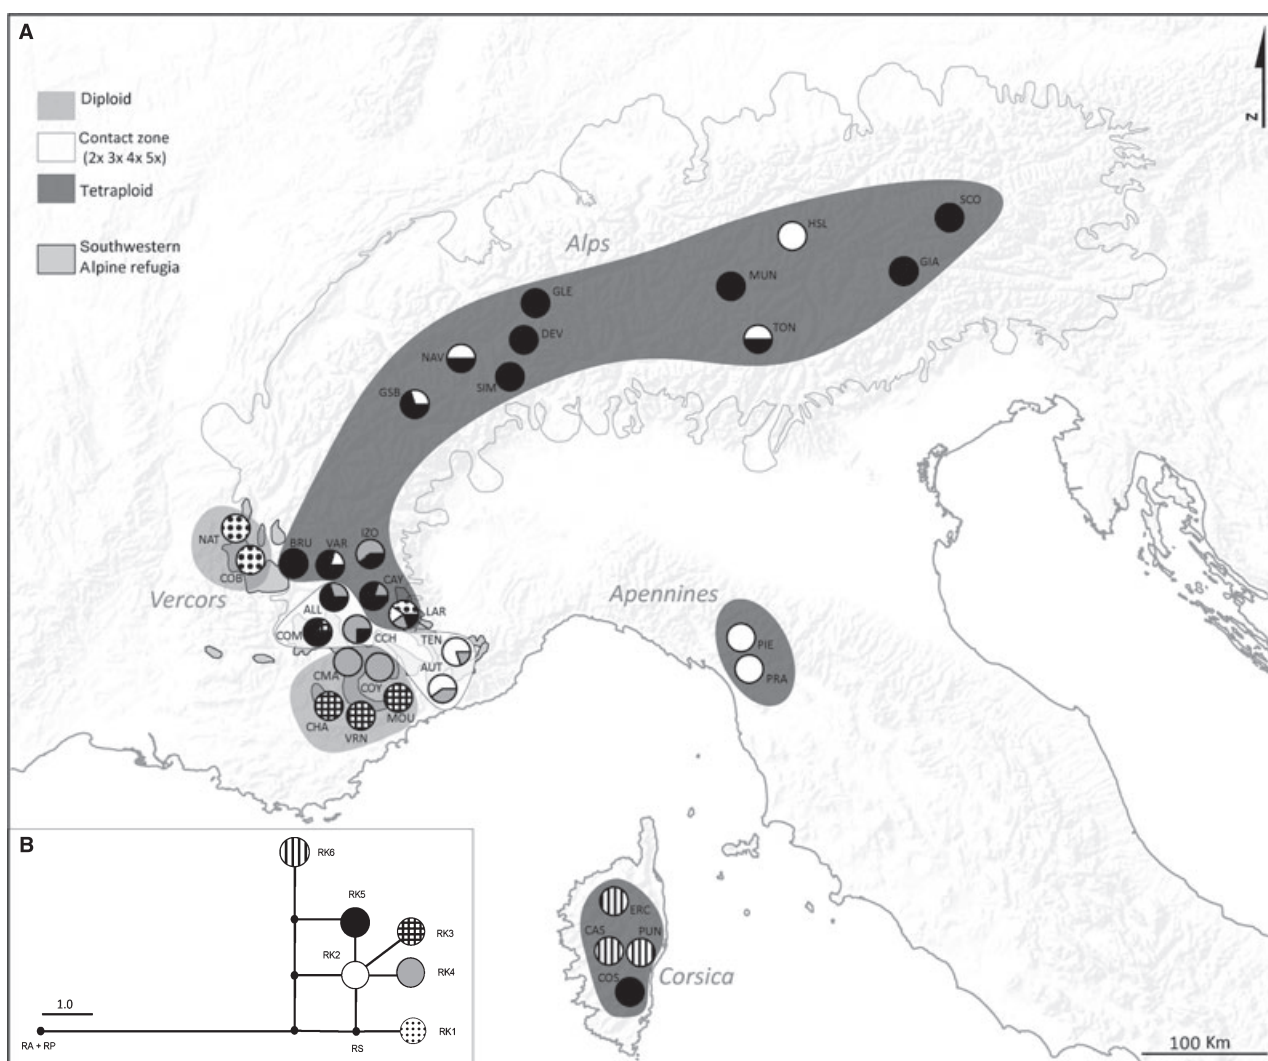 A
Diploid
Contact zone
(2x 3x 4x 5x)
Tetraploid
Southwestern
Alpine refugia
N
Alps
SCO
HSL
GIA
MUN
GLE
TON
DEV
NAV
SIM
GSB
NAT
BRU
VAR
IZO
COB
CAY
Vercors
Apennines
ALL
LAR
COM
CCH
TEN
PIE
AUT
CMA
COY
PRA
CHA
MOU
VRN
B
RK6
RK5
RK3
RK2
RK4
1.0
RK1
RA + RP
RS
ERC
CAS
PUN
COS
Corsica
100 Km